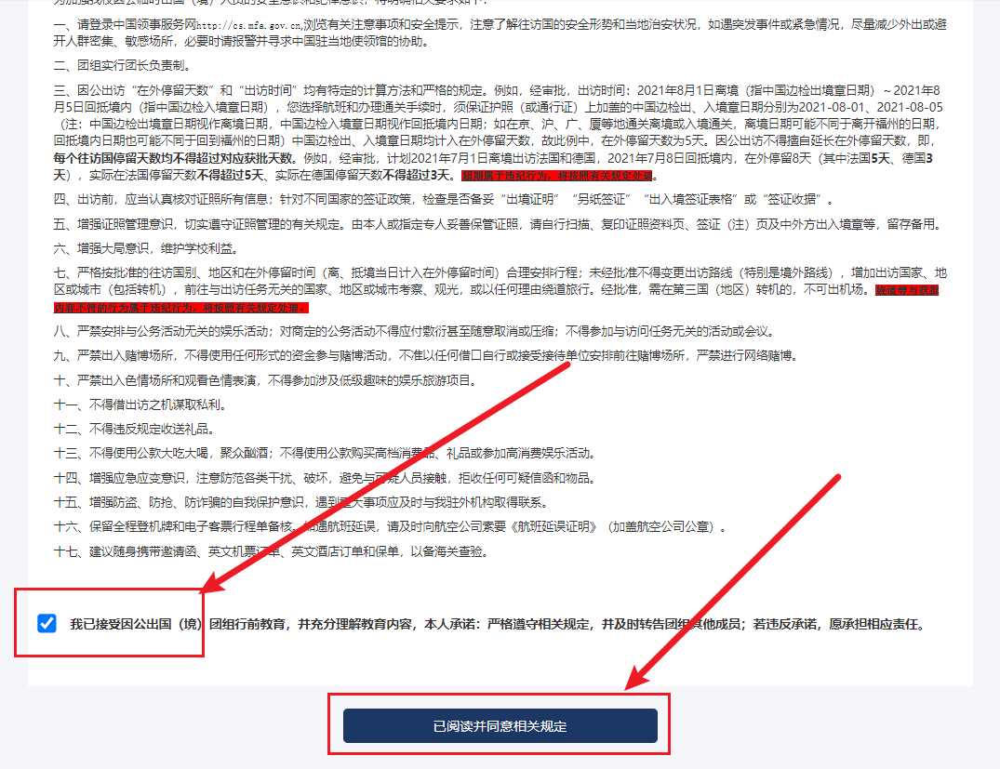 为加强我校因公临时出国（境）人员的安全意识和纪律意识，特明确相关要求如下：
一、请登录中国领事服务网http://cs.mfa.gov.cn,浏览有关注意事项和安全提示，注意了解往访国的安全形势和当地治安状况，如遇突发事件或紧急情况，尽量减少外出或避
开人群密集、敏感场所，必要时请报警并寻求中国驻当地使领馆的协助。
二、团组实行团长负责制。
三、因公出访“在外停留天数”和“出访时间”均有特定的计算方法和严格的规定。例如，经审批，出访时间：2021年8月1日离境（指中国边检出境章日期）～2021年8
月5日回抵境内（指中国边检入境章日期），您选择航班和办理通关手续时，须保证护照（或通行证）上加盖的中国边检出、入境章日期分别为2021-08-01、2021-08-05
（注：中国边检出境章日期视作离境日期，中国边检入境章日期视作回抵境内日期；如在京、沪、广、厦等地通关离境或入境通关，离境日期可能不同于离开福州的日期，
回抵境内日期也可能不同于回到福州的日期）中国边检出、入境章日期均计入在外停留天数，故此例中，在外停留天数为5天。因公出访不得擅自延长在外停留天数，即，
每个往访国停留天数均不得超过对应获批天数。例如，经审批，计划2021年7月1日离境出访法国和德国，2021年7月8日回抵境内，在外停留8天（其中法国5天、德国3
天），实际在法国停留天数不得超过5天、实际在德国停留天数不得超过3天。超期属于违纪行为，将按照有关规定处理。
四、出访前，应当认真核对证照所有信息；针对不同国家的签证政策，检查是否备妥“出境证明”“另纸签证”“出入境签证表格”或“签证收据”。
五、增强证照管理意识，切实遵守证照管理的有关规定。由本人或指定专人妥善保管证照，请自行扫描、复印证照资料页、签证（注）页及中外方出入境章等，留存备用。
六、增强大局意识，维护学校利益。
七、严格按批准的往访国别、地区和在外停留时间（离、抵境当日计入在外停留时间）合理安排行程；未经批准不得变更出访路线（特别是境外路线），增加出访国家、地
区或城市（包括转机），前往与出访任务无关的国家、地区或城市考察、观光，或以任何理由绕道旅行。经批准，需在第三国（地区）转机的，不可出机场。绕道等与获批
内容不符的行为属于违纪行为，将按照有关规定处理。
八、严禁安排与公务活动无关的娱乐活动；对商定的公务活动不得应付敷衍甚至随意取消或压缩；不得参加与访问任务无关的活动或会议。
九、严禁出入赌博场所，不得使用任何形式的资金参与赌博活动，不准以任何借口自行或接受接待单位安排前往赌博场所，严禁进行网络赌博。
十、严禁出入色情场所和观看色情表演，不得参加涉及低级趣味的娱乐旅游项目。
十一、不得借出访之机谋取私利。
十二、不得违反规定收送礼品。
十三、不得使用公款大吃大喝，聚众酗酒；不得使用公款购买高档消费品、礼品或参加高消费娱乐活动。
十四、增强应急应变意识，注意防范各类干扰、破坏，避免与可疑人员接触，拒收任何可疑信函和物品。
十五、增强防盗、防抢、防诈骗的自我保护意识，遇到重大事项应及时与我驻外机构取得联系。
十六、保留全程登机牌和电子客票行程单备核。如遇航班延误，请及时向航空公司索要《航班延误证明》（加盖航空公司公章）。
十七、建议随身携带邀请函、英文机票订单、英文酒店订单和保单，以备海关查验。
我已接受因公出国（境）团组行前教育，并充分理解教育内容，本人承诺：严格遵守相关规定，并及时转告团组其他成员；若违反承诺，愿承担相应责任。
已阅读并同意相关规定